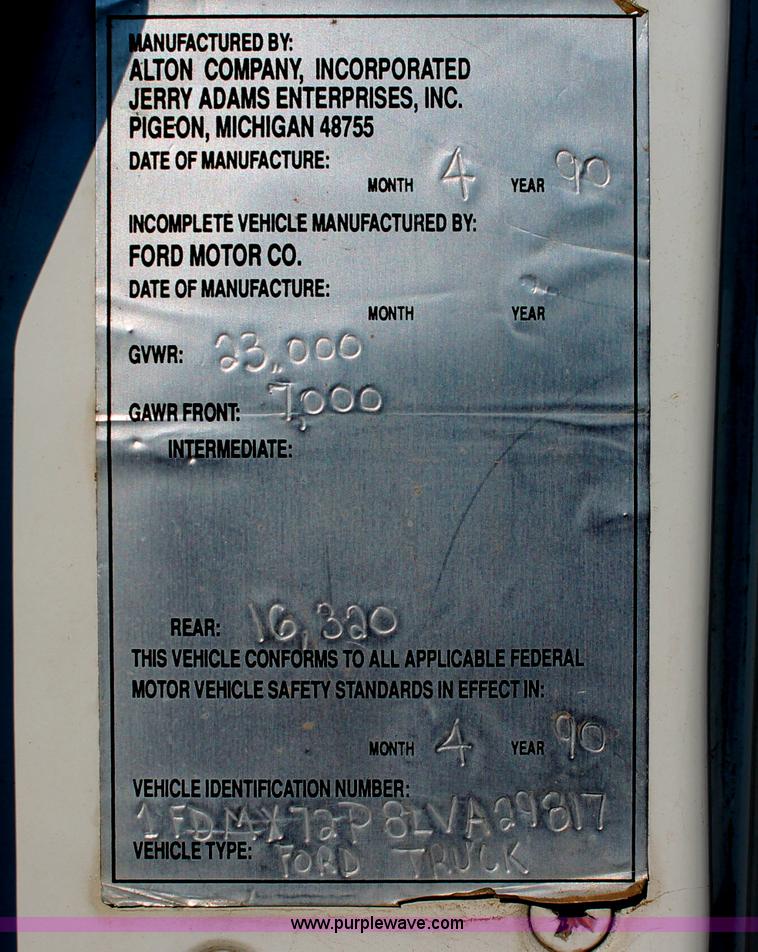 MANUFACTURED BY:
ALTON COMPANY, INCORPORATED
JERRY ADAMS ENTERPRISES, INC.
PIGEON, MICHIGAN 48755
DATE OF MANUFACTURE:
MONTH 4 YEAR 90
INCOMPLETE VEHICLE MANUFACTURED BY:
FORD MOTOR CO.
DATE OF MANUFACTURE:
MONTH YEAR
GVWR: 23,000
GAWR FRONT: 7,000
INTERMEDIATE:
REAR: 16,320
THIS VEHICLE CONFORMS TO ALL APPLICABLE FEDERAL
MOTOR VEHICLE SAFETY STANDARDS IN EFFECT IN:
MONTH 4 YEAR 90
VEHICLE IDENTIFICATION NUMBER:
1FDMX72P8LVA29817
VEHICLE TYPE: FORD TRUCK
www.purplewave.com